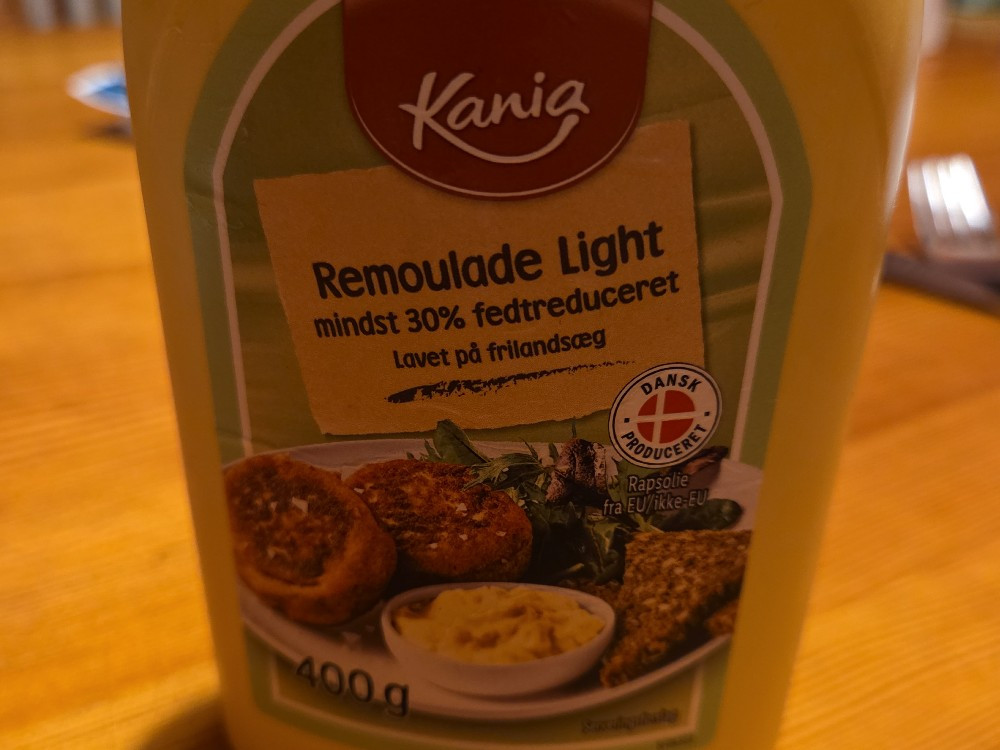 Kania
Remoulade Light
mindst 30% fedtreduceret
Lavet på frilandsæg
DANSK
PRODUCERET
Rapsolie
fra EU/ikke-EU
400 g